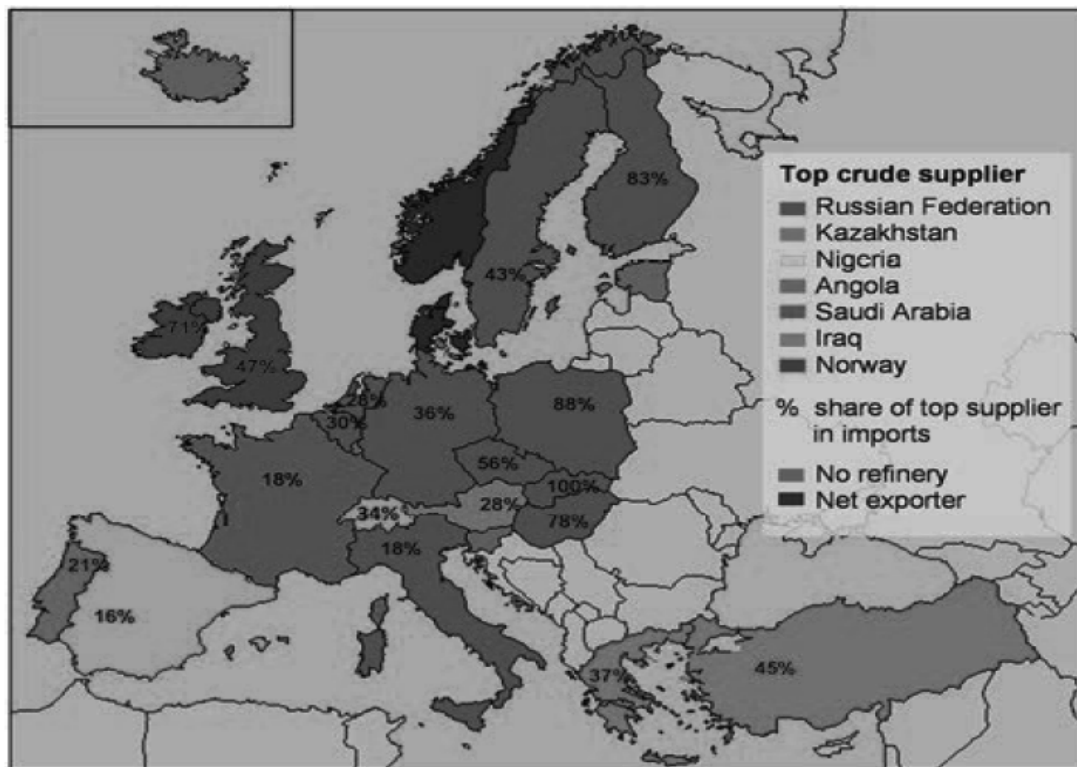 83%
43%
71%
47%
28%
30%
36%
88%
56%
100%
18%
34%
28%
78%
18%
21%
16%
37%
45%
Top crude supplier
Russian Federation
Kazakhstan
Nigeria
Angola
Saudi Arabia
Iraq
Norway
% share of top supplier
in imports
No refinery
Net exporter